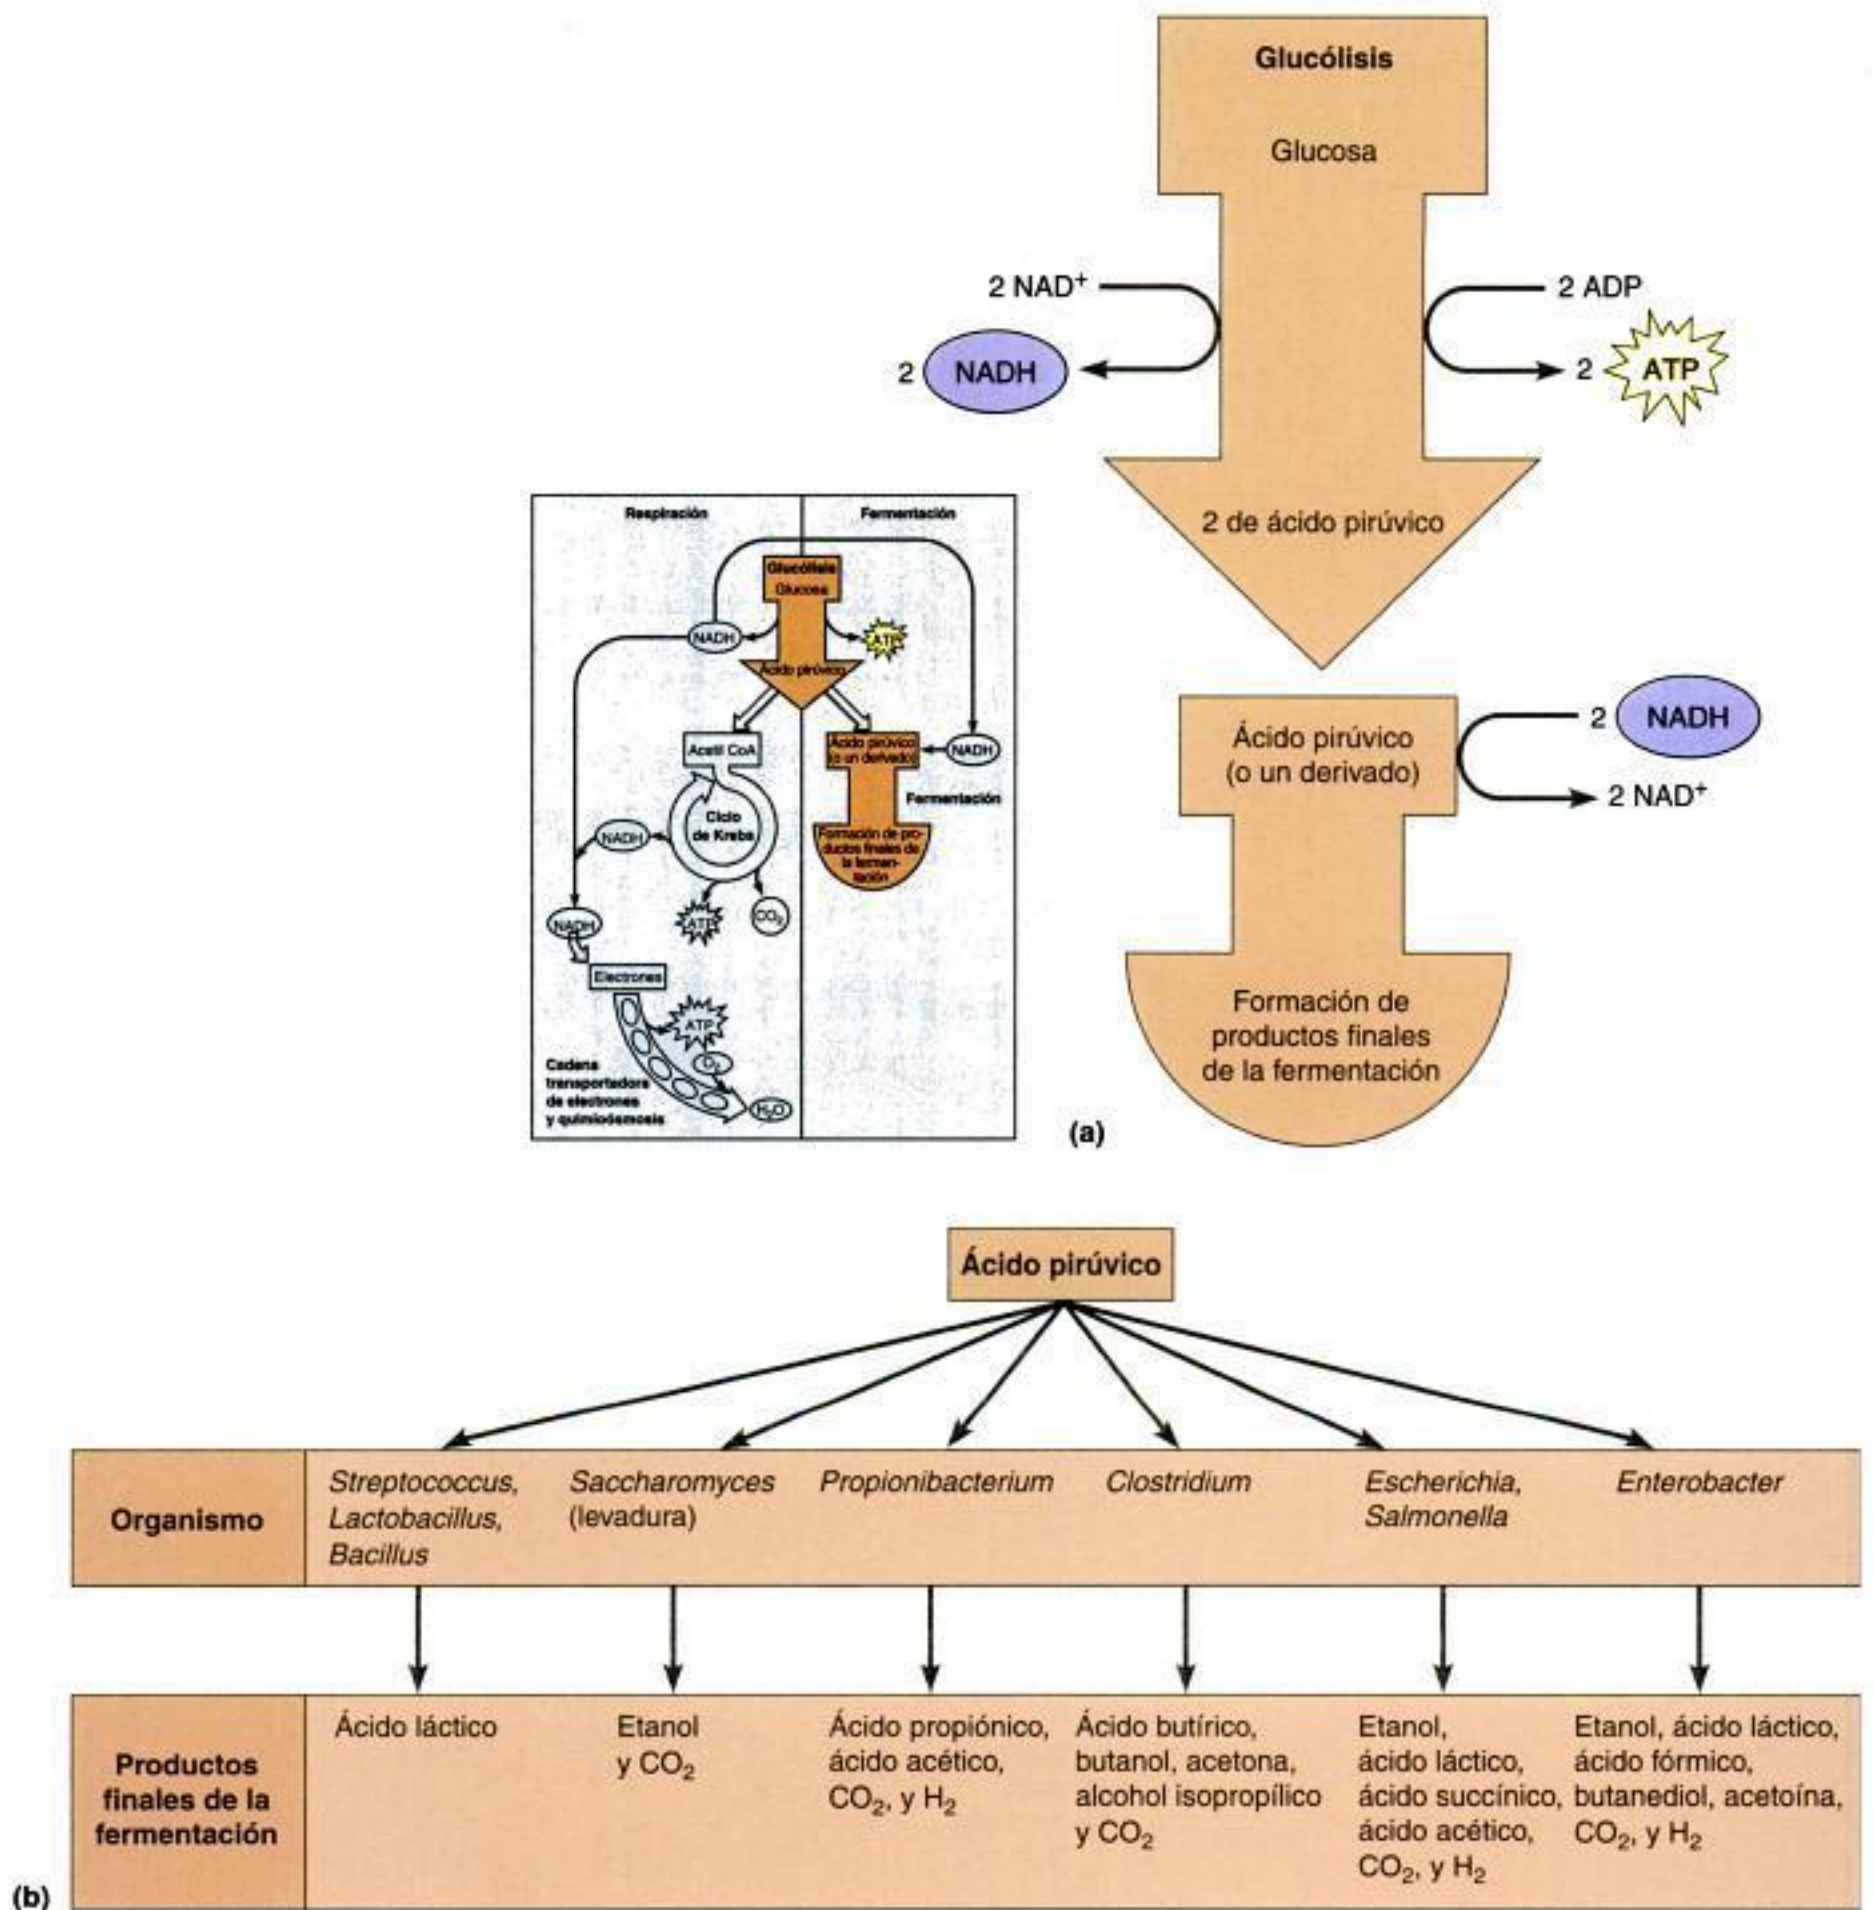 Glucólisis
Glucosa
2 NAD⁺
2 ADP
2 NADH
2 ATP
2 de ácido pirúvico
Respiración
Fermentación
Glucólisis
Glucosa
NADH
ATP
Ácido pirúvico
Acetil CoA
Ácido pirúvico
(o un derivado)
NADH
Fermentación
Ciclo
de Krebs
NADH
Formación de pro-
ductos finales de
la fermen-
tación
ATP
CO₂
NADH
Electrones
ATP
O₂
Cadena
transportadora
de electrones
y quimioósmosis
H₂O
Ácido pirúvico
(o un derivado)
2 NADH
2 NAD⁺
Formación de
productos finales
de la fermentación
(a)
Ácido pirúvico
Organismo
Streptococcus,
Lactobacillus,
Bacillus
Saccharomyces
(levadura)
Propionibacterium
Clostridium
Escherichia,
Salmonella
Enterobacter
Productos
finales de la
fermentación
Ácido láctico
Etanol
y CO₂
Ácido propiónico,
ácido acético,
CO₂, y H₂
Ácido butírico,
butanol, acetona,
alcohol isopropílico
y CO₂
Etanol,
ácido láctico,
ácido succínico,
ácido acético,
CO₂, y H₂
Etanol, ácido láctico,
ácido fórmico,
butanediol, acetoína,
CO₂, y H₂
(b)